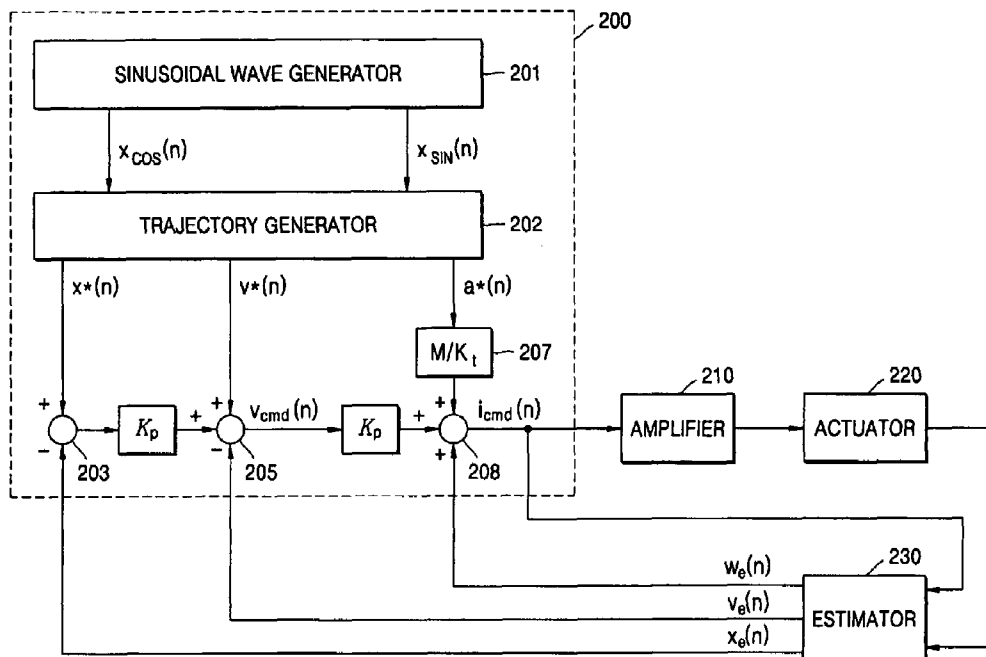 200
SINUSOIDAL WAVE GENERATOR
201
x_COS(n)
x_SIN(n)
TRAJECTORY GENERATOR
202
x*(n)
v*(n)
a*(n)
M/K_t
207
210
220
+
K_p
+
v_cmd(n)
K_p
+
+
i_cmd(n)
AMPLIFIER
ACTUATOR
−
203
+
−
205
+
208
230
w_e(n)
v_e(n)
x_e(n)
ESTIMATOR